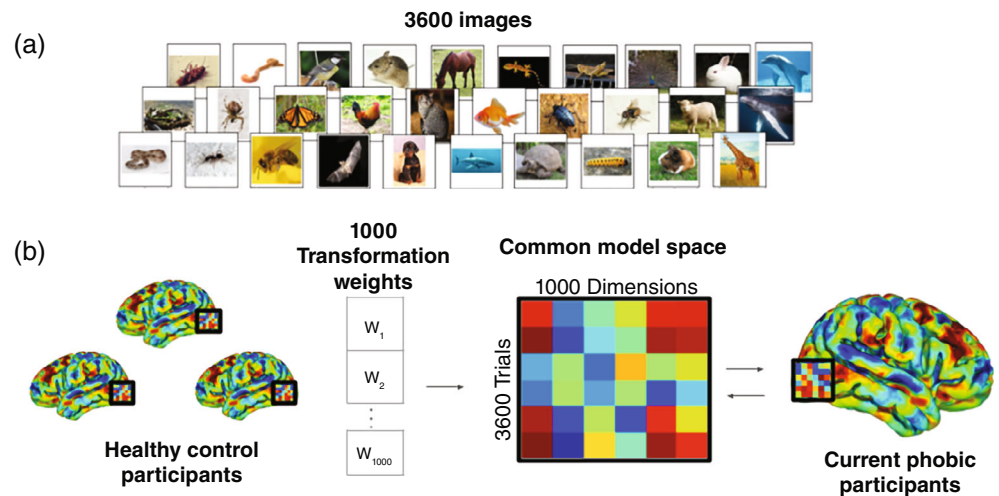 3600 images
(a)
(b)
1000
Transformation
weights
W1
W2
W1000
Healthy control
participants
Common model space
1000 Dimensions
3600 Trials
Current phobic
participants